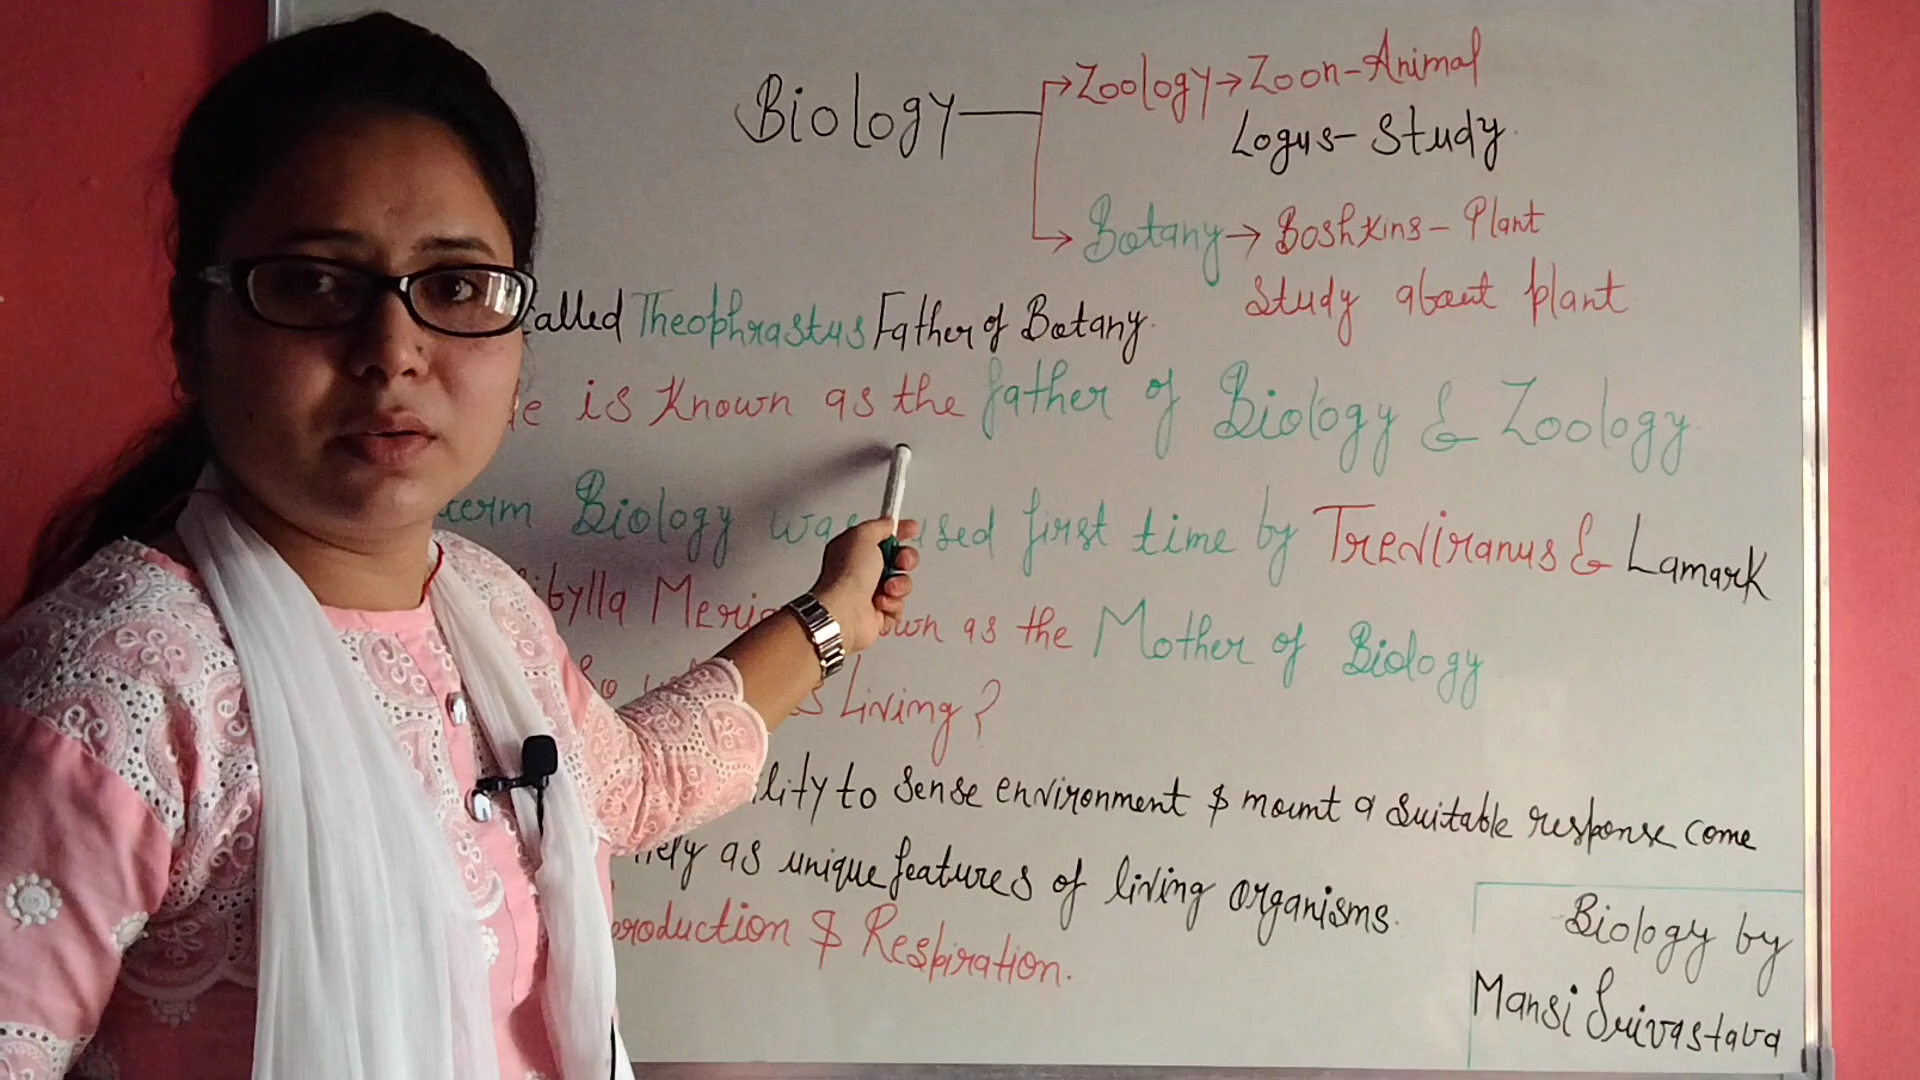 Biology → Zoology → Zoon-Animal
Logus- Study.
→ Botany → Boshkins- Plant
Study about plant
called Theophrastus Father of Botany.
is Known as the father of Biology & Zoology
term Biology was used first time by Treviranus & Lamark
ibylla as the Mother of Biology
Living?
lity to sense environment & mount a suitable response come
as unique features of living organisms.
production & Respiration.
Biology by
Mansi Srivastava